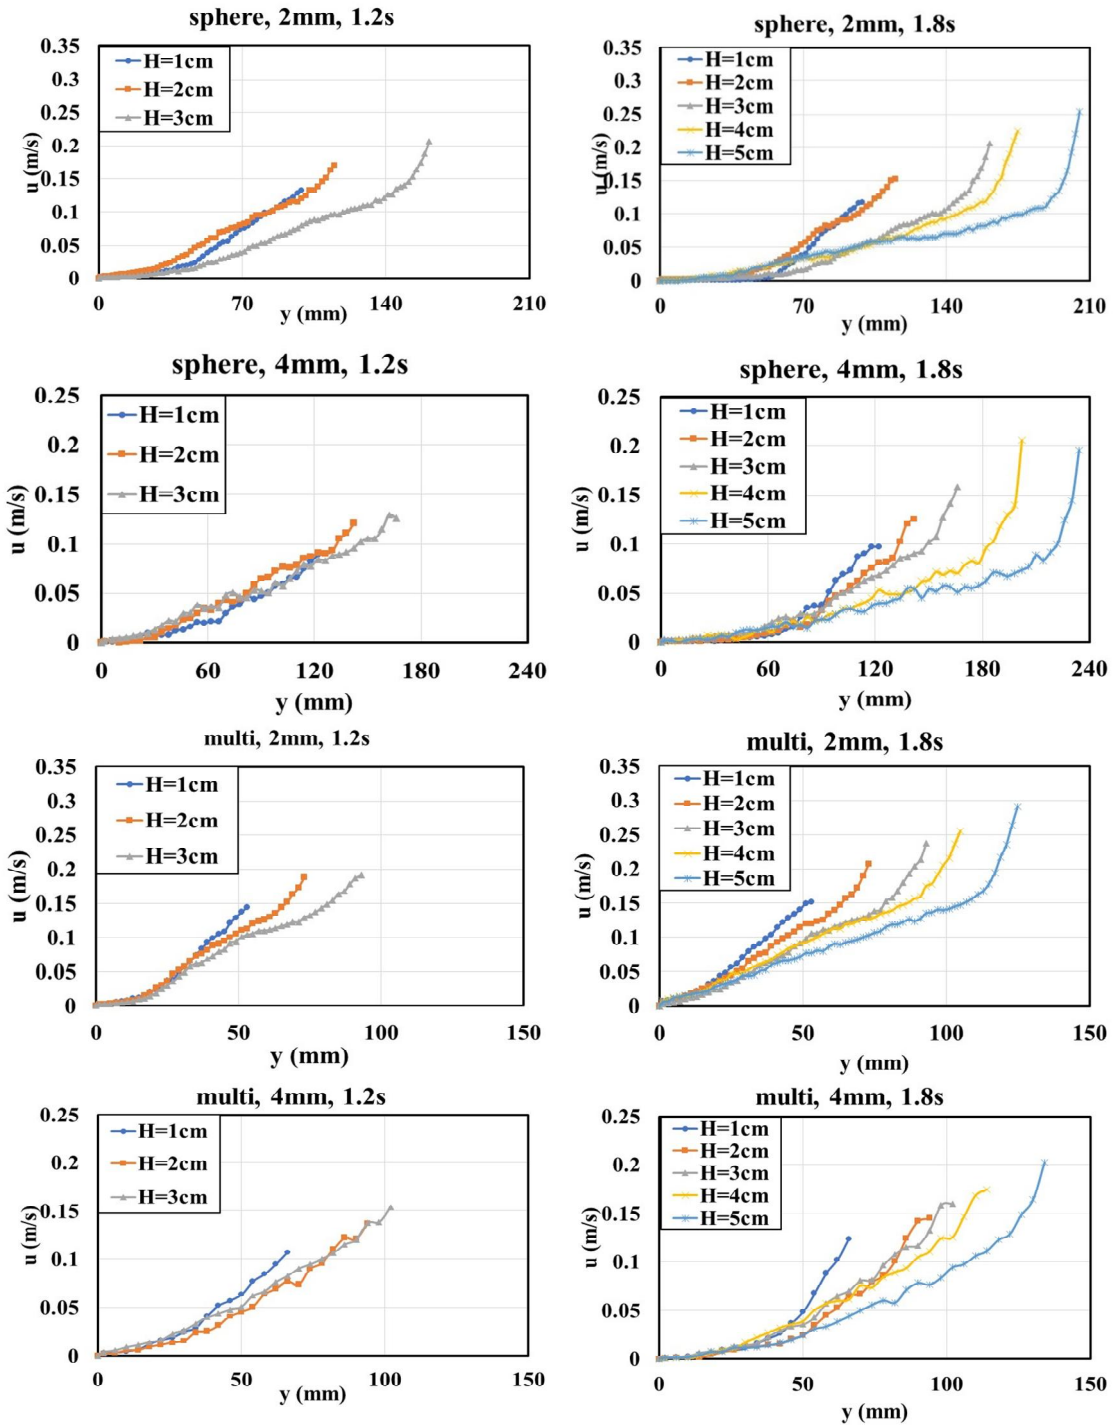 sphere, 2mm, 1.2s
0.35
0.3
0.25
0.2
0.15
0.1
0.05
0
u (m/s)
H=1cm
H=2cm
H=3cm
0 70 140 210
y (mm)
sphere, 2mm, 1.8s
0.35
0.3
0.25
0.2
0.15
0.1
0.05
0
u (m/s)
H=1cm
H=2cm
H=3cm
H=4cm
H=5cm
0 70 140 210
y (mm)
sphere, 4mm, 1.2s
0.25
0.2
0.15
0.1
0.05
0
u (m/s)
H=1cm
H=2cm
H=3cm
0 60 120 180 240
y (mm)
sphere, 4mm, 1.8s
0.25
0.2
0.15
0.1
0.05
0
u (m/s)
H=1cm
H=2cm
H=3cm
H=4cm
H=5cm
0 60 120 180 240
y (mm)
multi, 2mm, 1.2s
0.35
0.3
0.25
0.2
0.15
0.1
0.05
0
u (m/s)
H=1cm
H=2cm
H=3cm
0 50 100 150
y (mm)
multi, 2mm, 1.8s
0.35
0.3
0.25
0.2
0.15
0.1
0.05
0
u (m/s)
H=1cm
H=2cm
H=3cm
H=4cm
H=5cm
0 50 100 150
y (mm)
multi, 4mm, 1.2s
0.25
0.2
0.15
0.1
0.05
0
u (m/s)
H=1cm
H=2cm
H=3cm
0 50 100 150
y (mm)
multi, 4mm, 1.8s
0.25
0.2
0.15
0.1
0.05
0
u (m/s)
H=1cm
H=2cm
H=3cm
H=4cm
H=5cm
0 50 100 150
y (mm)